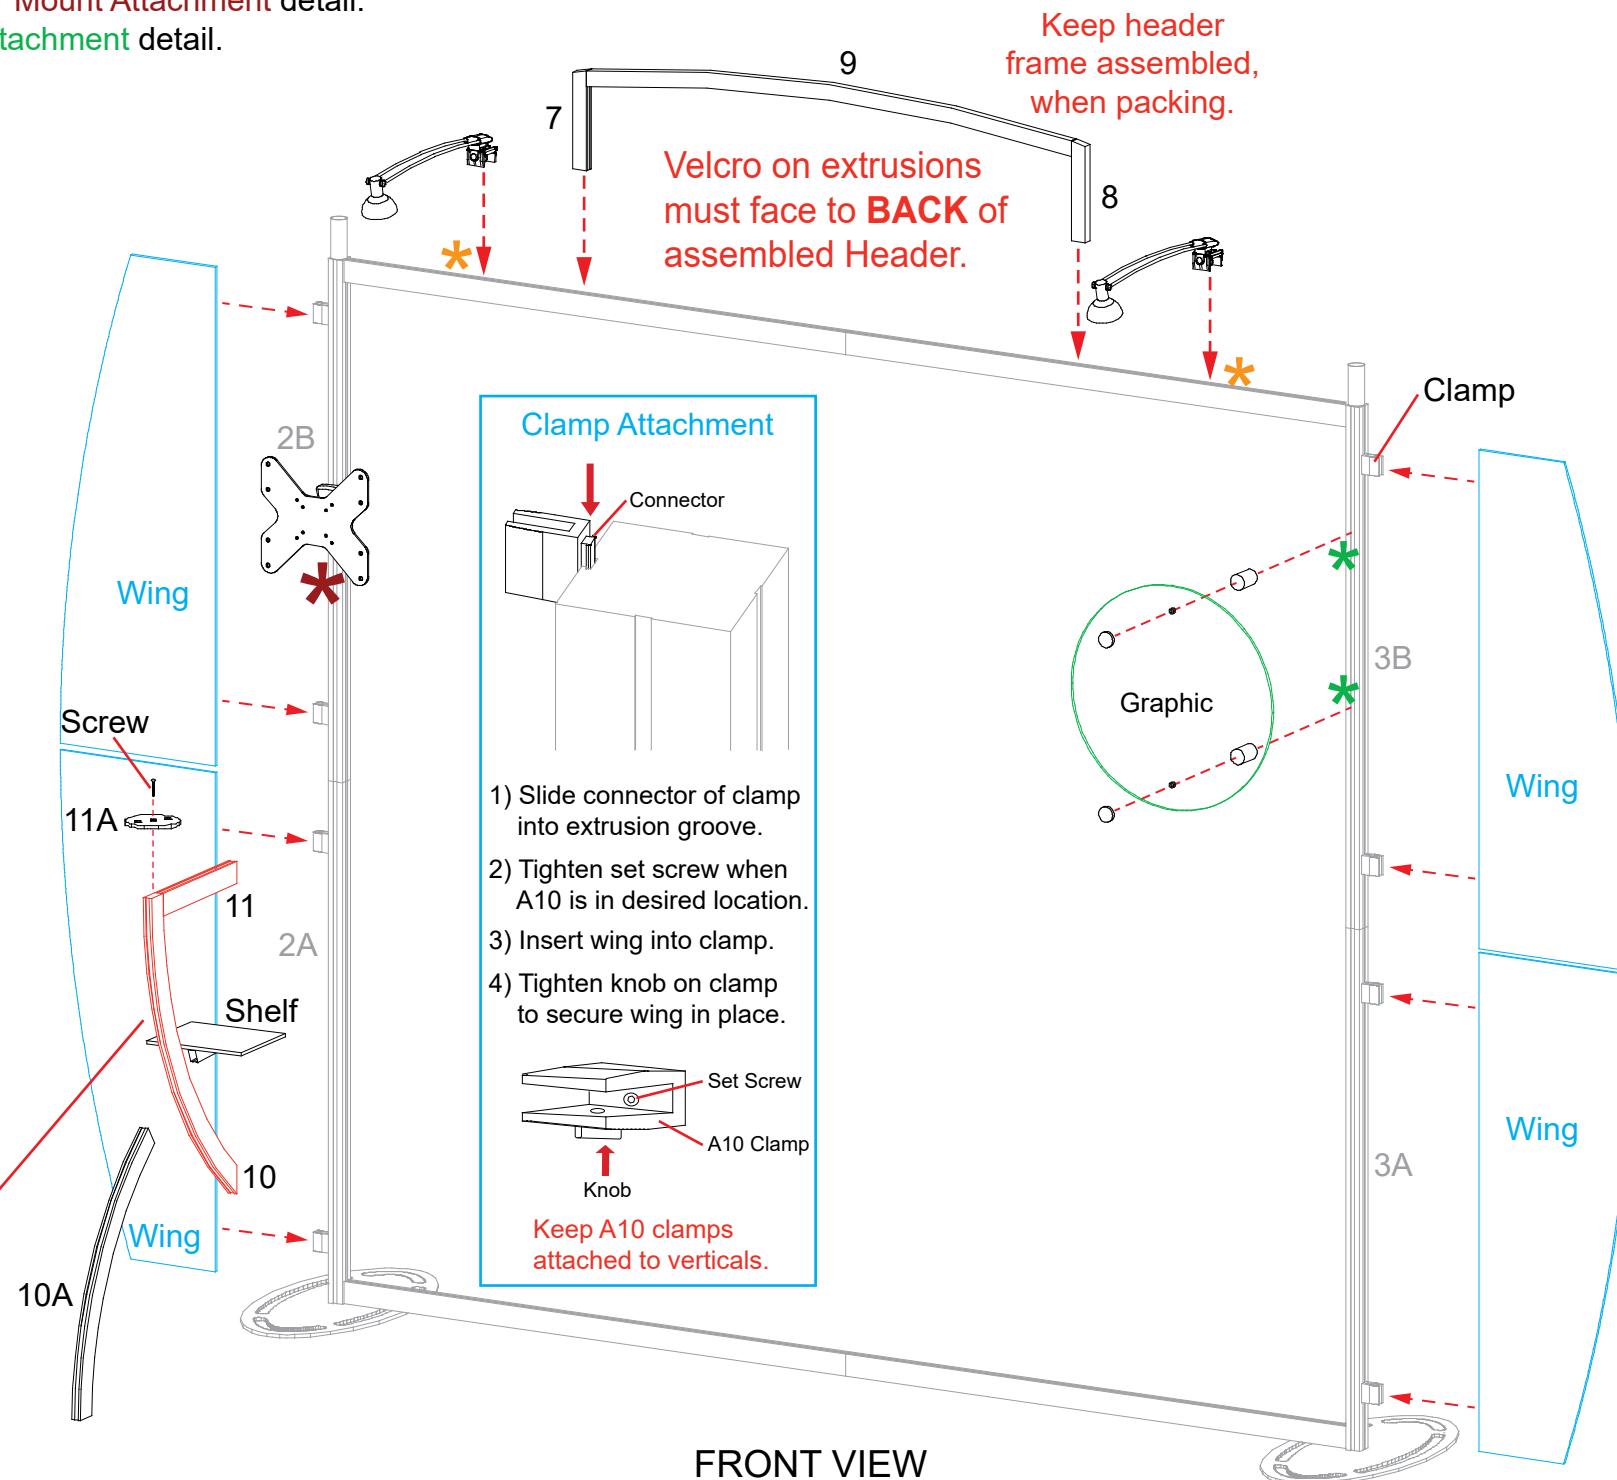 Mount Attachment detail.
tachment detail.
Keep header
frame assembled,
when packing.
9
7
8
Velcro on extrusions
must face to BACK of
assembled Header.
*
*
Clamp
2B
Clamp Attachment
Connector
*
*
*
Wing
3B
Graphic
Screw
11A
Wing
1) Slide connector of clamp
into extrusion groove.
2) Tighten set screw when
A10 is in desired location.
3) Insert wing into clamp.
4) Tighten knob on clamp
to secure wing in place.
11
2A
Shelf
Set Screw
A10 Clamp
Knob
Keep A10 clamps
attached to verticals.
Wing
3A
10
Wing
10A
FRONT VIEW